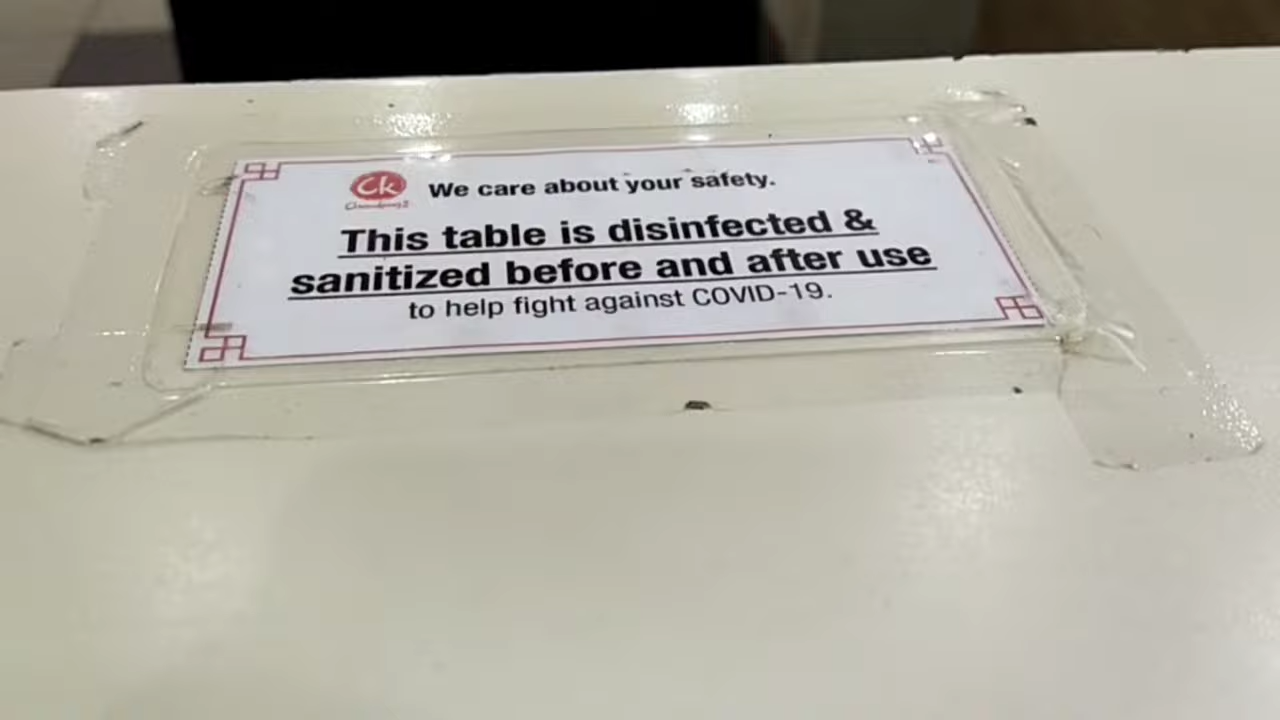 Ck
We care about your safety.
This table is disinfected &
sanitized before and after use
to help fight against COVID-19.